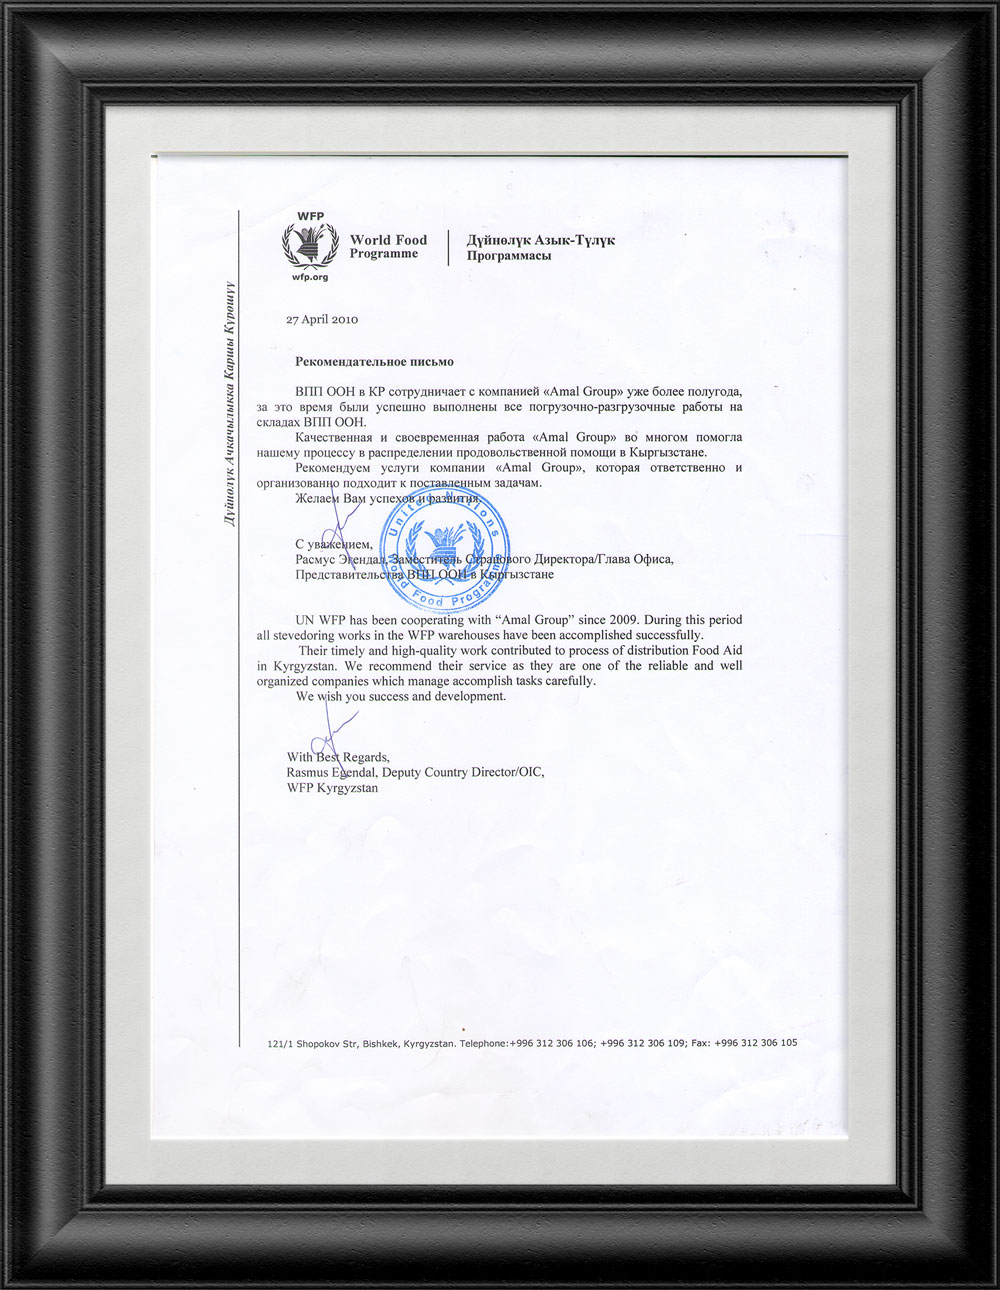 WFP
wfp.org
World Food
Programme
Дүйнөлүк Азык-Түлүк
Программасы
Дүйнөлүк Ачкачылыкка Каршы Күрөшүү
27 April 2010
Рекомендательное письмо
ВПП ООН в КР сотрудничает с компанией «Amal Group» уже более полугода,
за это время были успешно выполнены все погрузочно-разгрузочные работы на
складах ВПП ООН.
Качественная и своевременная работа «Amal Group» во многом помогла
нашему процессу в распределении продовольственной помощи в Кыргызстане.
Рекомендуем услуги компании «Amal Group», которая ответственно и
организованно подходит к поставленным задачам.
Желаем Вам успехов и развития.
С уважением,
Расмус Эгендал, Заместитель Странового Директора/Глава Офиса,
Представительства ВПП ООН в Кыргызстане
United Nations
World Food Programme
UN WFP has been cooperating with “Amal Group” since 2009. During this period
all stevedoring works in the WFP warehouses have been accomplished successfully.
Their timely and high-quality work contributed to process of distribution Food Aid
in Kyrgyzstan. We recommend their service as they are one of the reliable and well
organized companies which manage accomplish tasks carefully.
We wish you success and development.
With Best Regards,
Rasmus Egendal, Deputy Country Director/OIC,
WFP Kyrgyzstan
121/1 Shopokov Str, Bishkek, Kyrgyzstan. Telephone:+996 312 306 106; +996 312 306 109; Fax: +996 312 306 105